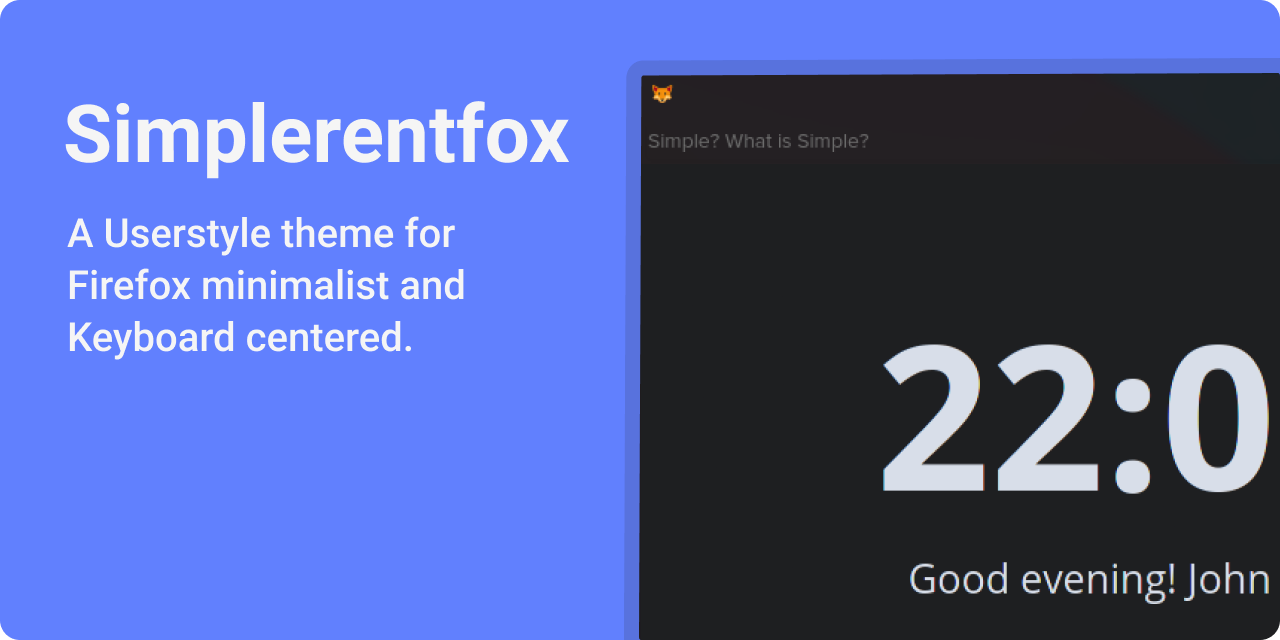 Simplerentfox
A Userstyle theme for
Firefox minimalist and
Keyboard centered.
Simple? What is Simple?
22:0
Good evening! John